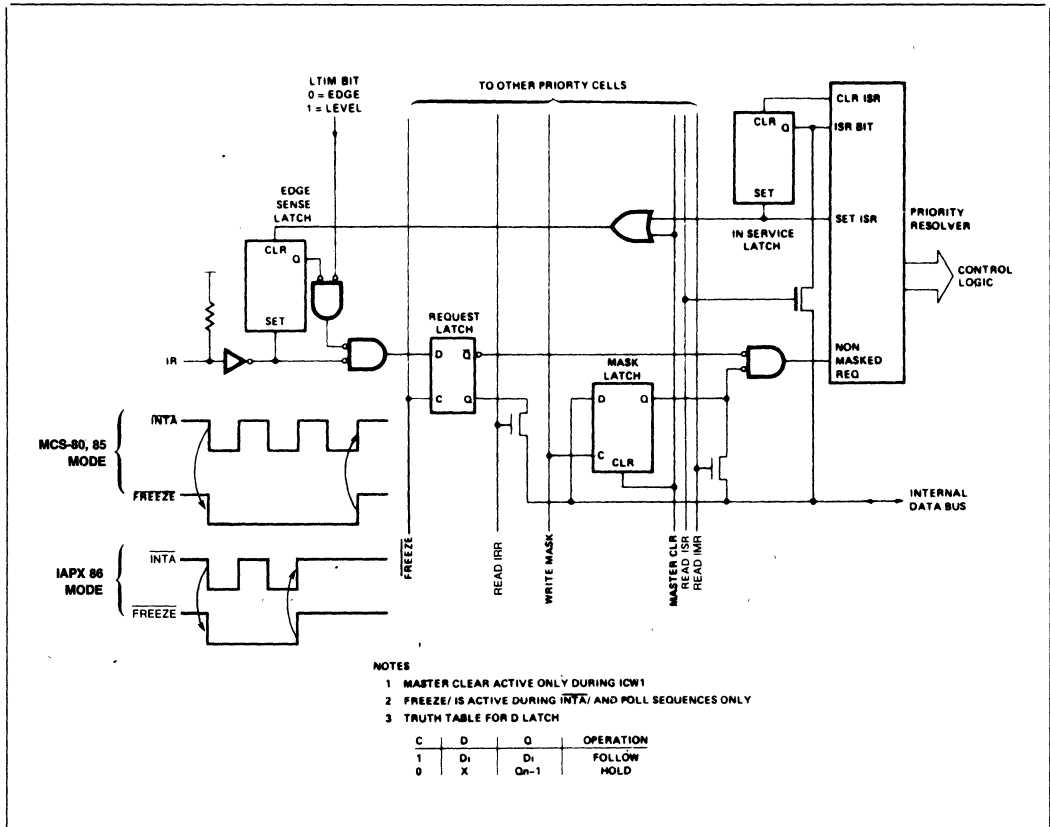 LTIM BIT
0 = EDGE
1 = LEVEL
TO OTHER PRIORTY CELLS
CLR ISR
CLR
Q
ISR BIT
SET
SET ISR
IN SERVICE
LATCH
PRIORITY
RESOLVER
CONTROL
LOGIC
EDGE
SENSE
LATCH
CLR
Q
SET
IR
REQUEST
LATCH
D
Q
C
Q
MASK
LATCH
D
Q
C
CLR
NON
MASKED
REQ
INTERNAL
DATA BUS
MCS-80, 85
MODE
INTA
FREEZE
IAPX 86
MODE
INTA
FREEZE
FREEZE
READ IRR
WRITE MASK
MASTER CLR
READ ISR
READ IMR
NOTES
1 MASTER CLEAR ACTIVE ONLY DURING ICW1
2 FREEZE/ IS ACTIVE DURING INTA/ AND POLL SEQUENCES ONLY
3 TRUTH TABLE FOR D LATCH
C D Q OPERATION
1 Di Di FOLLOW
0 X Qn-1 HOLD